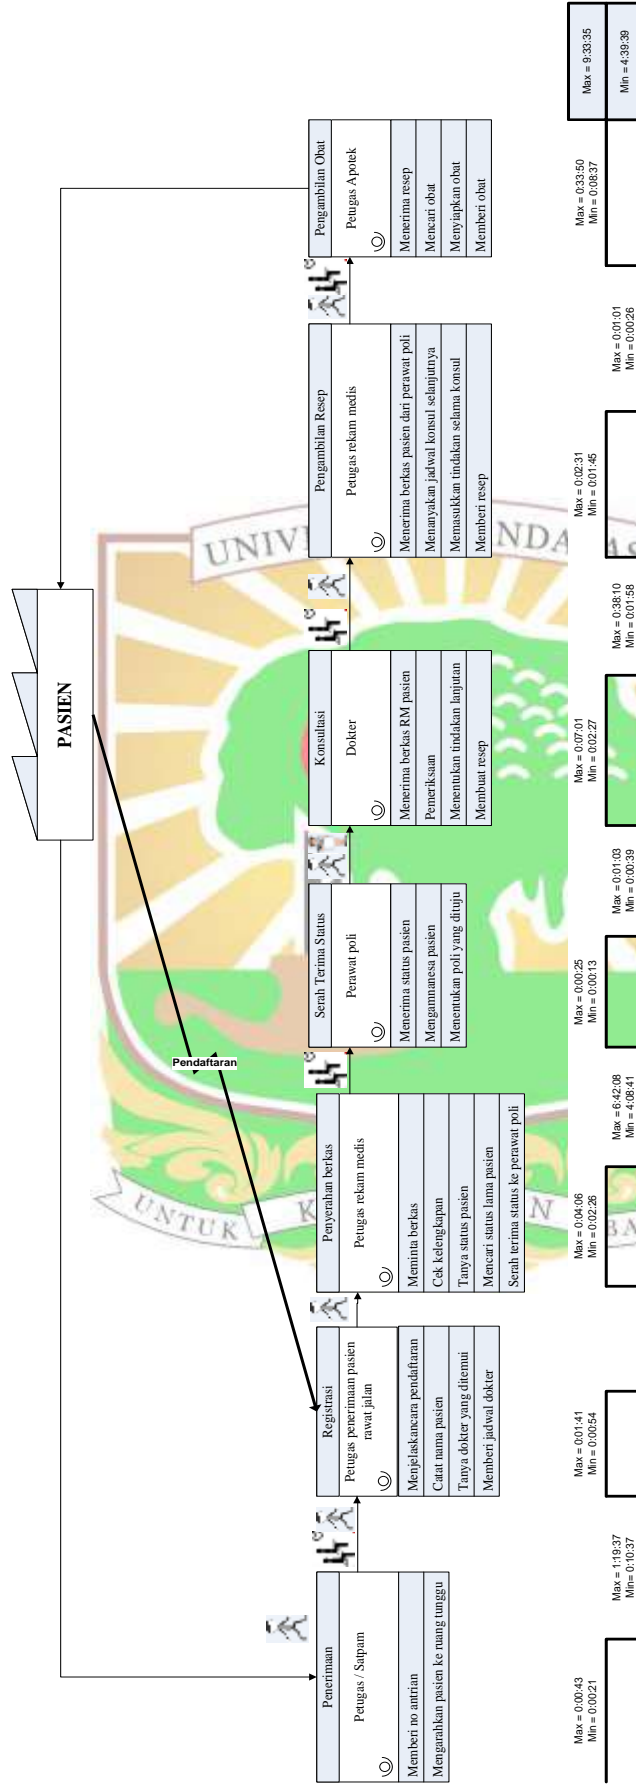 PASIEN
Pendaftaran
Penerimaan
Petugas / Satpam
Memberi no antrian
Mengarahkan pasien ke ruang tunggu
Registrasi
Petugas penerimaan pasien
rawat jalan
Menjelaskancara pendaftaran
Catat nama pasien
Tanya dokter yang ditemui
Memberi jadwal dokter
Penyerahan berkas
Petugas rekam medis
Meminta berkas
Cek kelengkapan
Tanya status pasien
Mencari status lama pasien
Serah terima status ke perawat poli
Serah Terima Status
Perawat poli
Menerima status pasien
Mengamnanesa pasien
Menentukan poli yang dituju
Konsultasi
Dokter
Menerima berkas RM pasien
Pemeriksaan
Menentukan tindakan lanjutan
Membuat resep
Pengambilan Resep
Petugas rekam medis
Menerima berkas pasien dari perawat poli
Menanyakan jadwal konsul selanjutnya
Memasukkan tindakan selama konsul
Memberi resep
Pengambilan Obat
Petugas Apotek
Menerima resep
Mencari obat
Menyiapkan obat
Memberi obat
Max = 0:00:43
Min = 0:00:21
Max = 1:19:37
Min= 0:10:37
Max = 0:01:41
Min = 0:00:54
Max = 0:04:06
Min = 0:02:26
Max = 6:42:08
Min = 4:08:41
Max = 0:00:25
Min = 0:00:13
Max = 0:01:03
Min = 0:00:39
Max = 0:07:01
Min = 0:02:27
Max = 0:38:10
Min = 0:01:58
Max = 0:02:31
Min = 0:01:45
Max = 0:01:01
Min = 0:00:26
Max = 0:33:50
Min = 0:08:37
Max = 9:33:35
Min = 4:39:39
UNIV
NDA
AS
UNTUK
K
N
BA